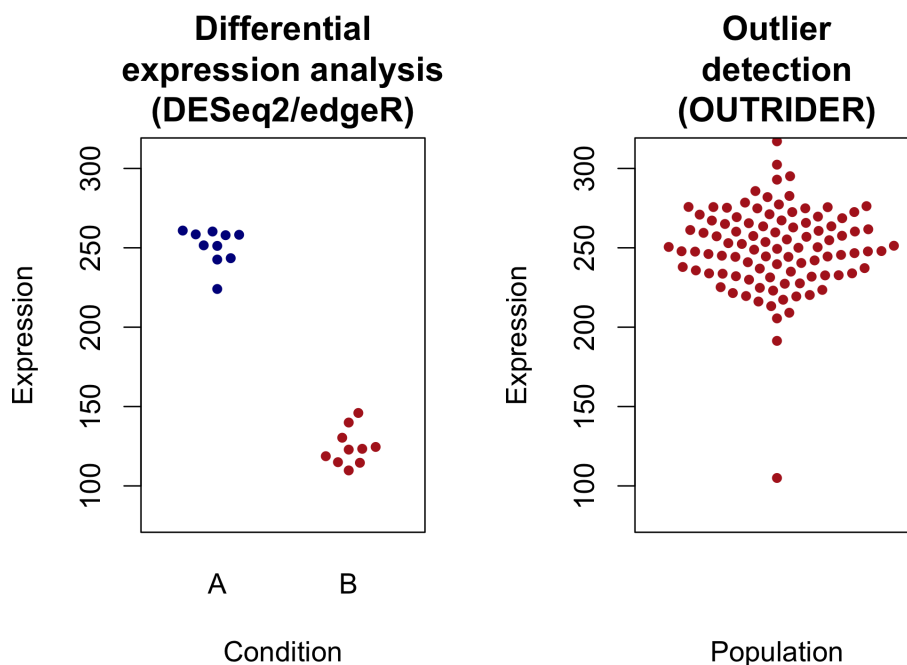 Differential
expression analysis
(DESeq2/edgeR)
Expression
300
250
200
150
100
A B
Condition
Outlier
detection
(OUTRIDER)
Expression
300
250
200
150
100
Population